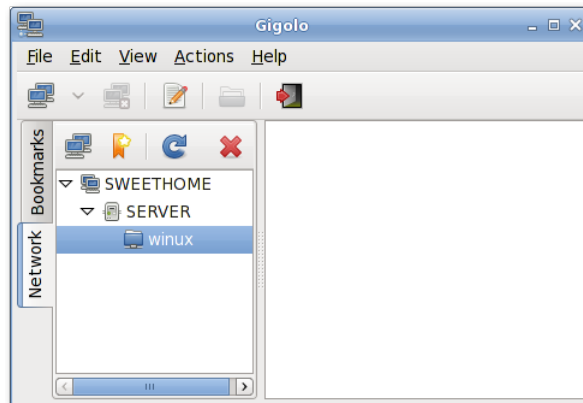 Gigolo
File Edit View Actions Help
Bookmarks
Network
SWEETHOME
SERVER
winux